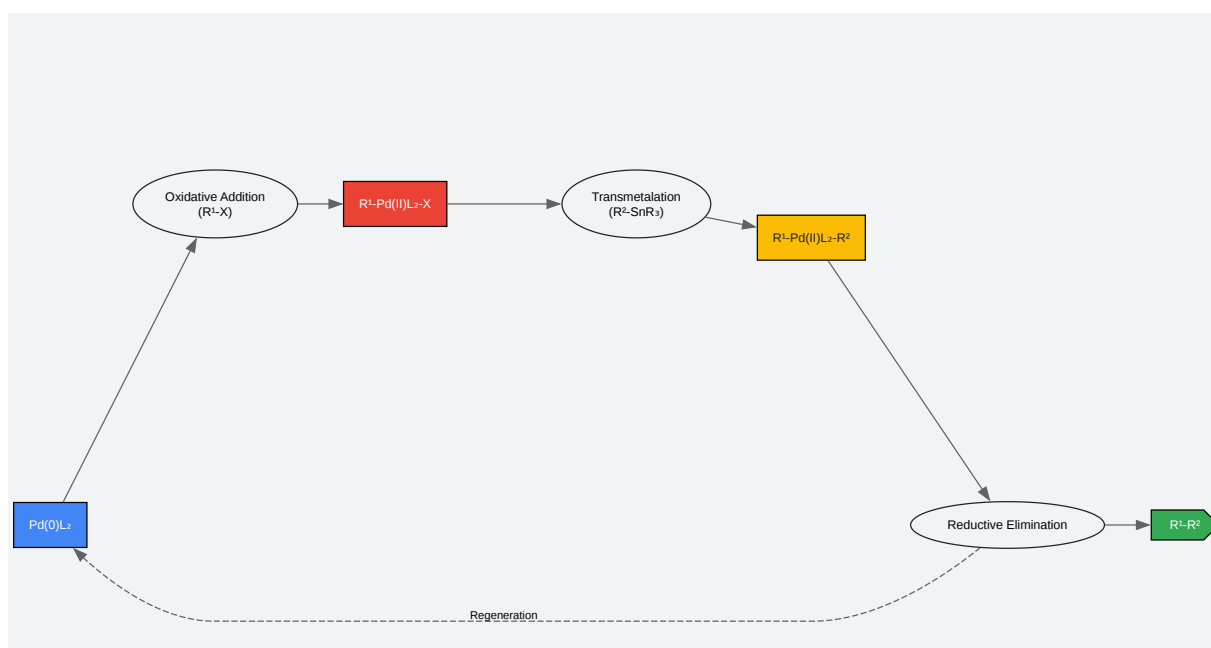 Oxidative Addition
(R¹-X)
R¹-Pd(II)L₂-X
Transmetalation
(R²-SnR₃)
R¹-Pd(II)L₂-R²
Pd(0)L₂
Reductive Elimination
R¹-R²
Regeneration